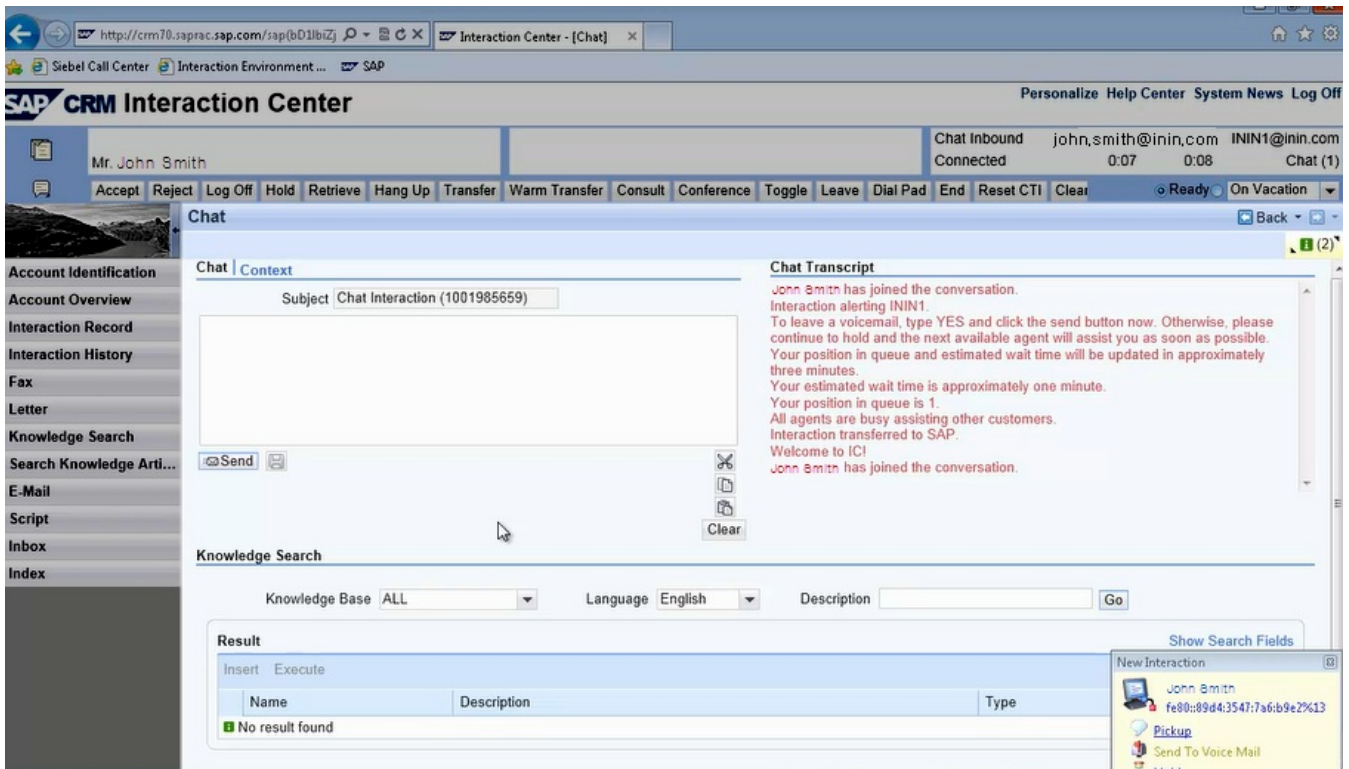 http://crm70.saprac.sap.com/sap(bD1lbiZj
Interaction Center - [Chat]
Siebel Call Center
Interaction Environment ...
SAP
SAP CRM Interaction Center
Personalize Help Center System News Log Off
Mr. John Smith
Chat Inbound john.smith@inin.com ININ1@inin.com
Connected 0:07 0:08 Chat (1)
Accept Reject Log Off Hold Retrieve Hang Up Transfer Warm Transfer Consult Conference Toggle Leave Dial Pad End Reset CTI Clear Ready On Vacation
Chat
Back
(2)
Account Identification
Account Overview
Interaction Record
Interaction History
Fax
Letter
Knowledge Search
Search Knowledge Arti...
E-Mail
Script
Inbox
Index
Chat | Context
Subject Chat Interaction (1001985659)
Send
Clear
Chat Transcript
John Smith has joined the conversation.
Interaction alerting ININ1.
To leave a voicemail, type YES and click the send button now. Otherwise, please
continue to hold and the next available agent will assist you as soon as possible.
Your position in queue and estimated wait time will be updated in approximately
three minutes.
Your estimated wait time is approximately one minute.
Your position in queue is 1.
All agents are busy assisting other customers.
Interaction transferred to SAP.
Welcome to IC!
John Smith has joined the conversation.
Knowledge Search
Knowledge Base ALL Language English Description Go
Result
Show Search Fields
Insert Execute
Name Description Type
No result found
New Interaction
John Smith
fe80::89d4:3547:7a6:b9e2%13
Pickup
Send To Voice Mail